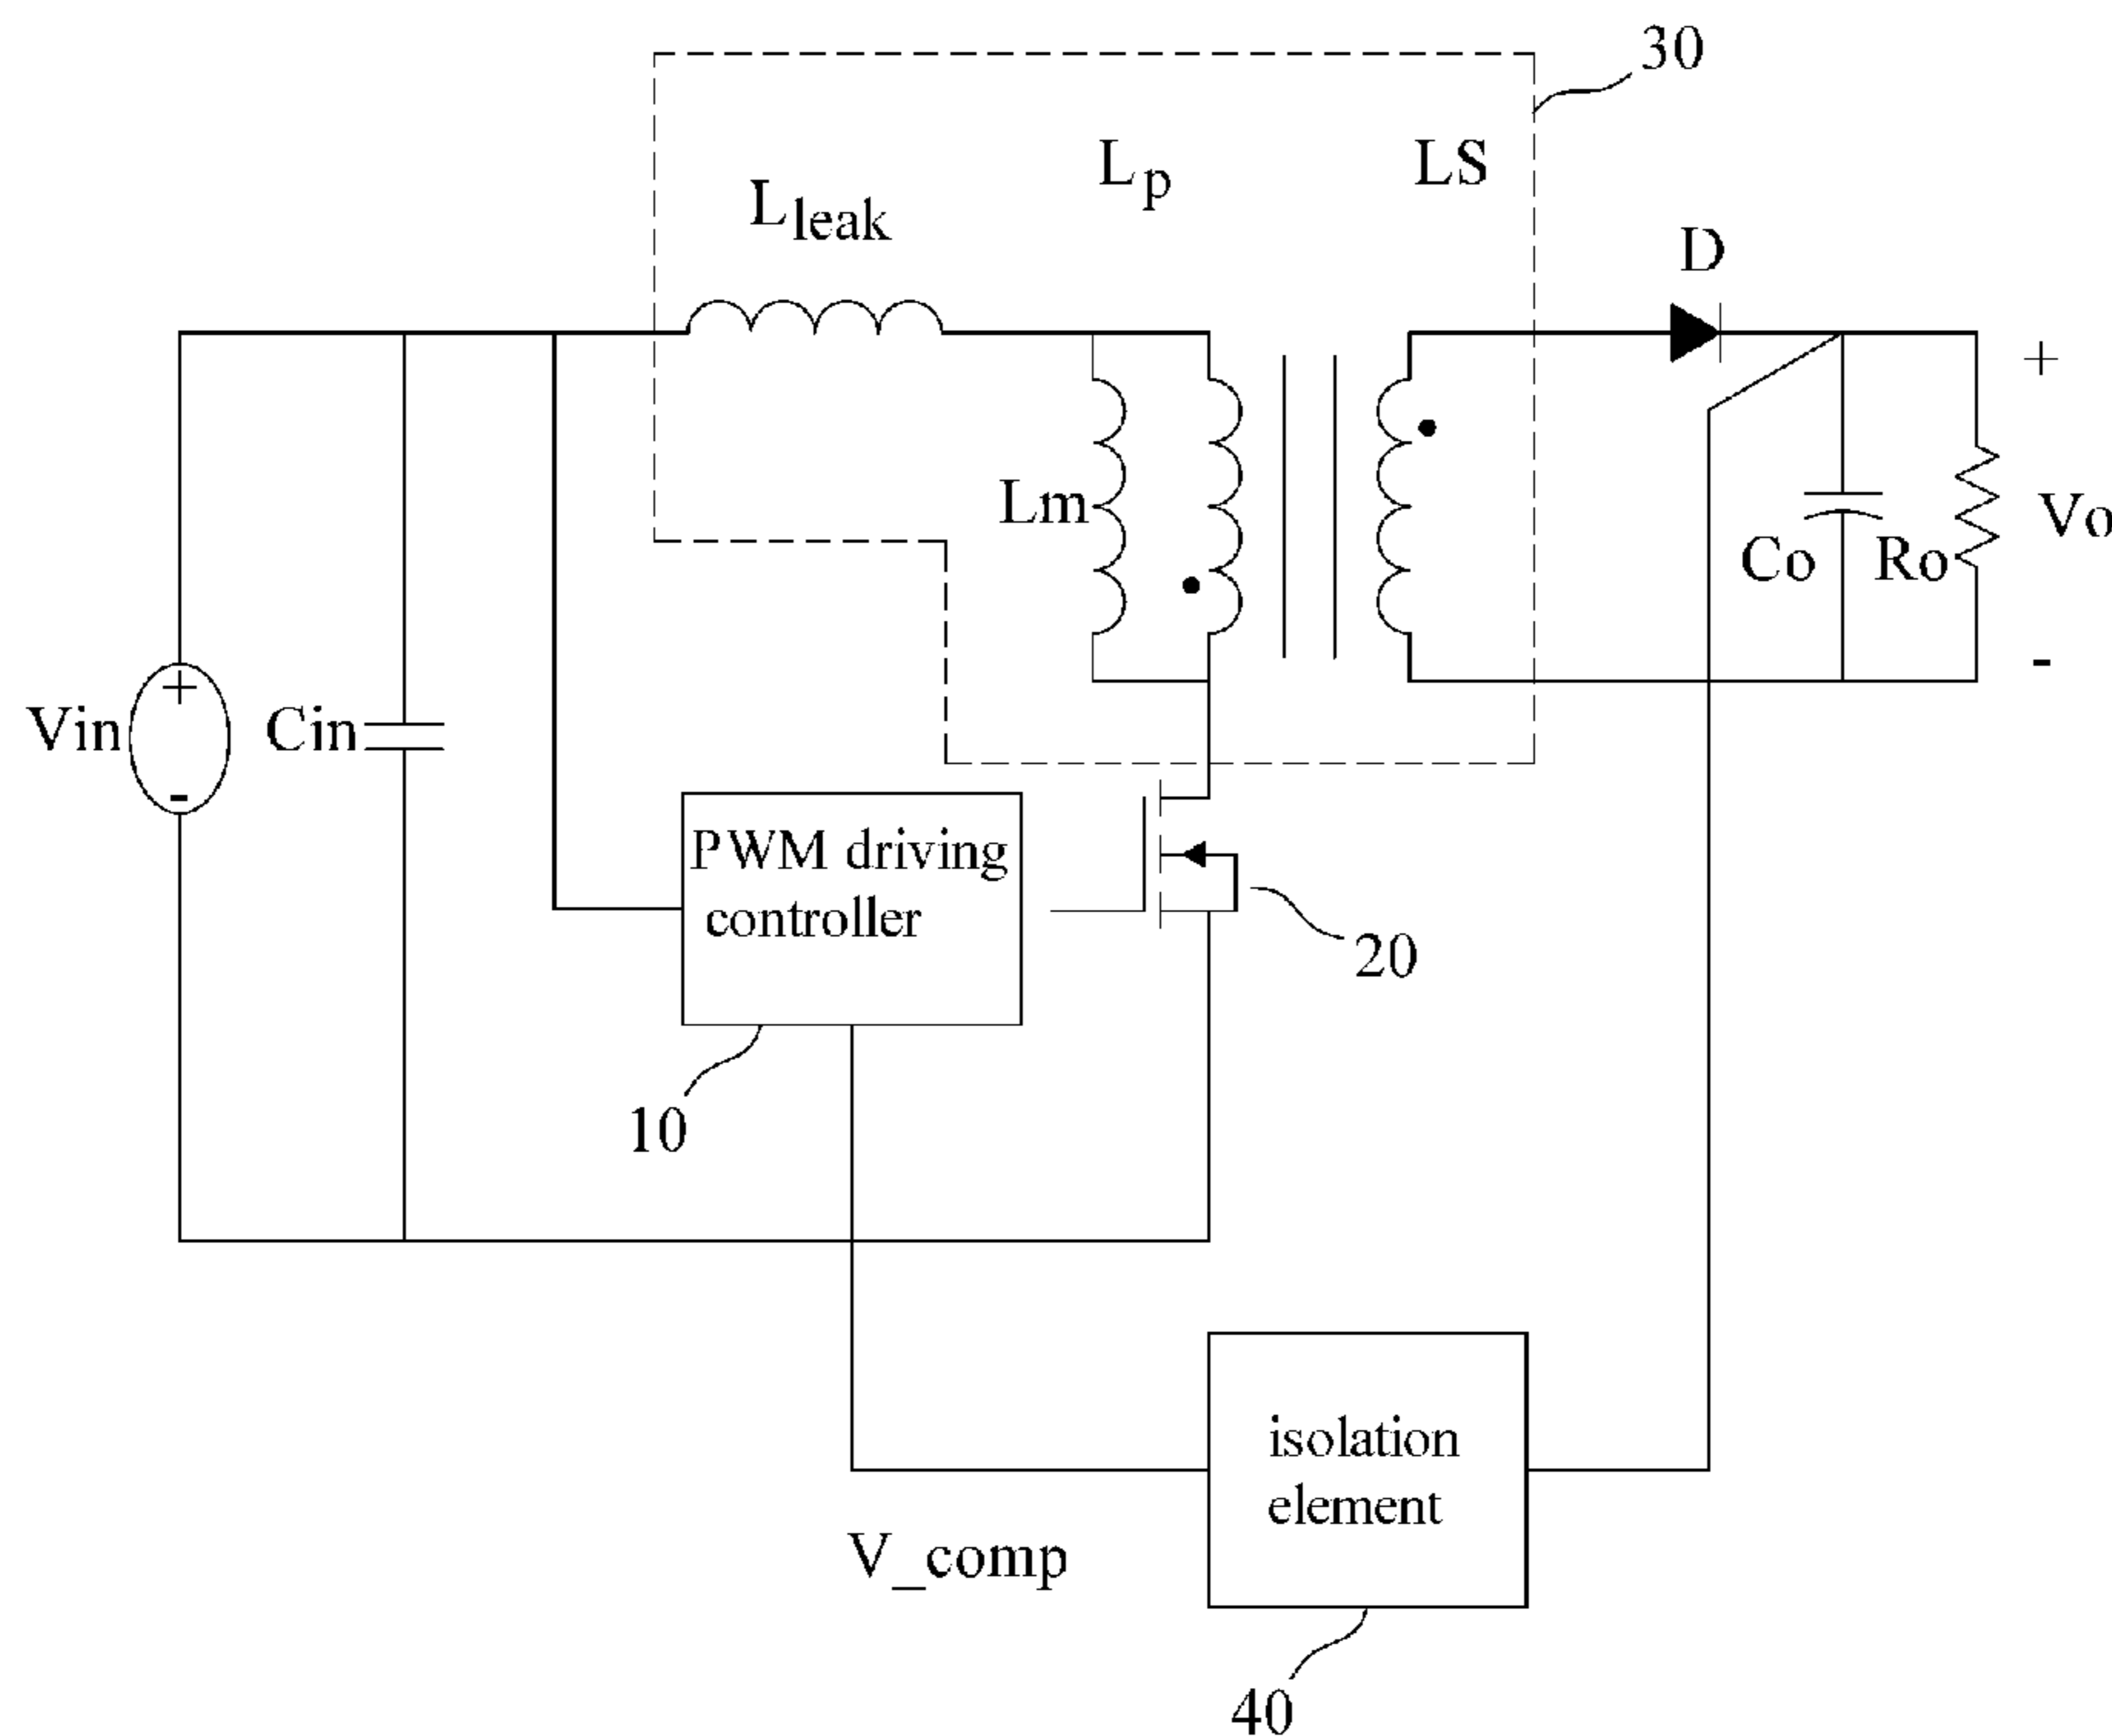 30
Lp
LS
Lleak
D
+
Lm
Vo
Co
Ro
+
Vin
Cin
-
-
PWM driving
controller
20
10
isolation
element
V_comp
40